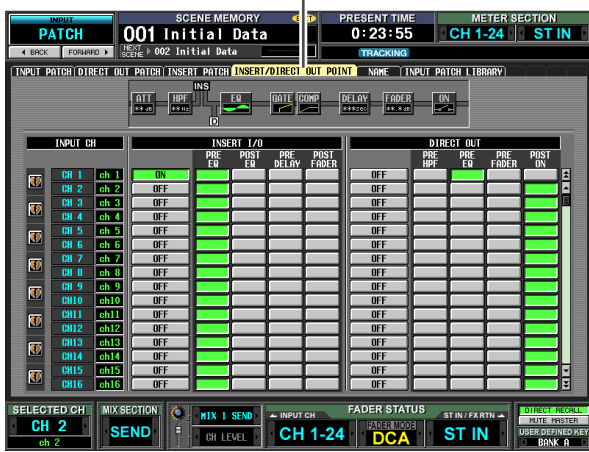 INPUT SCENE MEMORY EDIT PRESENT TIME METER SECTION
PATCH 001 Initial Data 0:23:55 CH 1-24 ST IN
BACK FORWARD NEXT SCENE 002 Initial Data TRACKING
INPUT PATCH DIRECT OUT PATCH INSERT PATCH INSERT/DIRECT OUT POINT NAME INPUT PATCH LIBRARY
INS
ATT HPF EQ GATE COMP DELAY FADER ON
**dB **Hz ***sec **.*dB
D
INPUT CH INSERT I/O DIRECT OUT
PRE EQ POST EQ PRE DELAY POST FADER PRE HPF PRE EQ PRE FADER POST ON
CH 1 ch 1 ON OFF
CH 2 ch 2 OFF OFF
CH 3 ch 3 OFF OFF
CH 4 ch 4 OFF OFF
CH 5 ch 5 OFF OFF
CH 6 ch 6 OFF OFF
CH 7 ch 7 OFF OFF
CH 8 ch 8 OFF OFF
CH 9 ch 9 OFF OFF
CH10 ch10 OFF OFF
CH11 ch11 OFF OFF
CH12 ch12 OFF OFF
CH13 ch13 OFF OFF
CH14 ch14 OFF OFF
CH15 ch15 OFF OFF
CH16 ch16 OFF OFF
SELECTED CH MIX SECTION FADER STATUS DIRECT RECALL
CH 2 SEND MIX 1 SEND INPUT CH FADER MODE ST IN / FX RTN MUTE MASTER
ch 2 CH LEVEL CH 1-24 DCA ST IN USER DEFINED KEY
BANK A